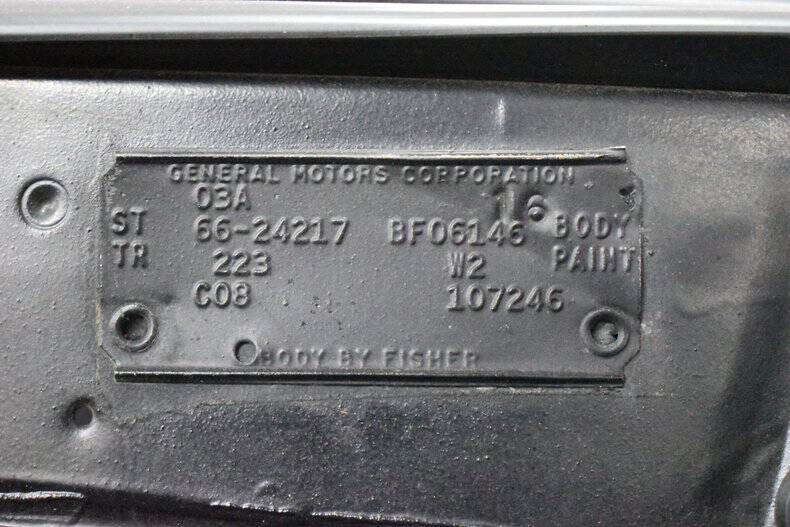 GENERAL MOTORS CORPORATION
03A 16
ST 66-24217 BF06146 BODY
TR 223 W2 PAINT
C08 107246
BODY BY FISHER